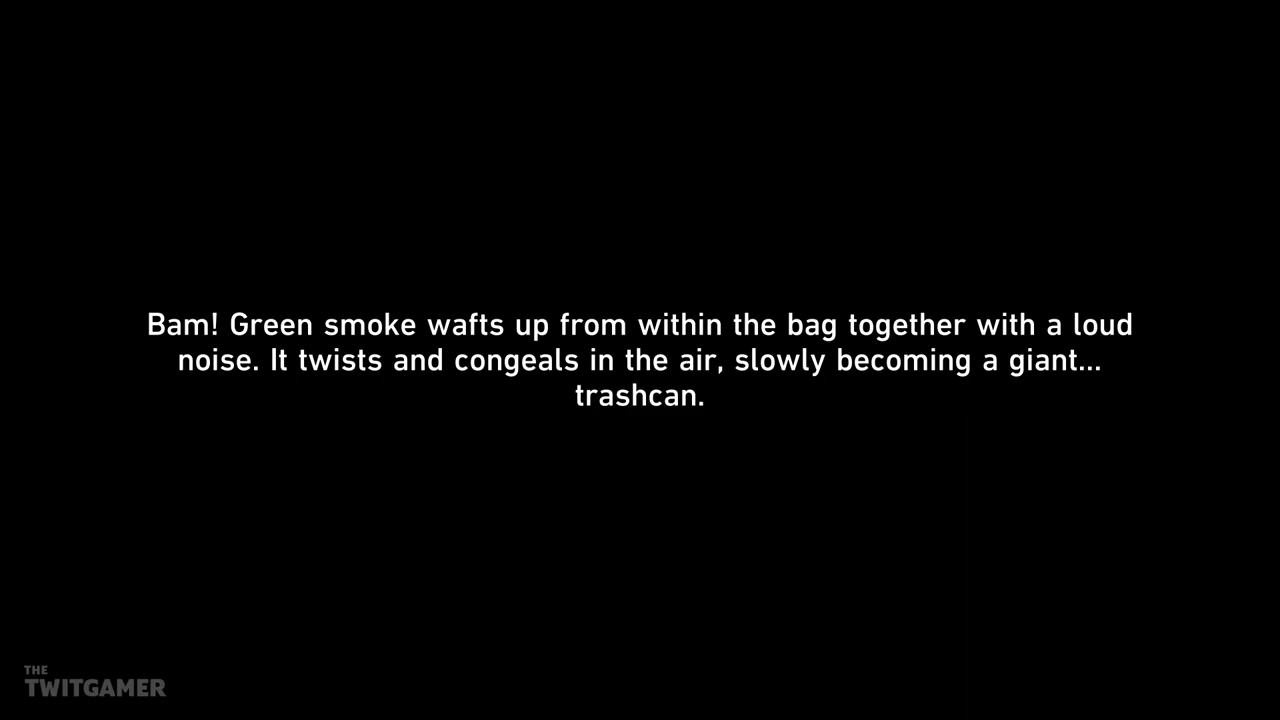 Bam! Green smoke wafts up from within the bag together with a loud
noise. It twists and congeals in the air, slowly becoming a giant...
trashcan.
THE
TWITGAMER